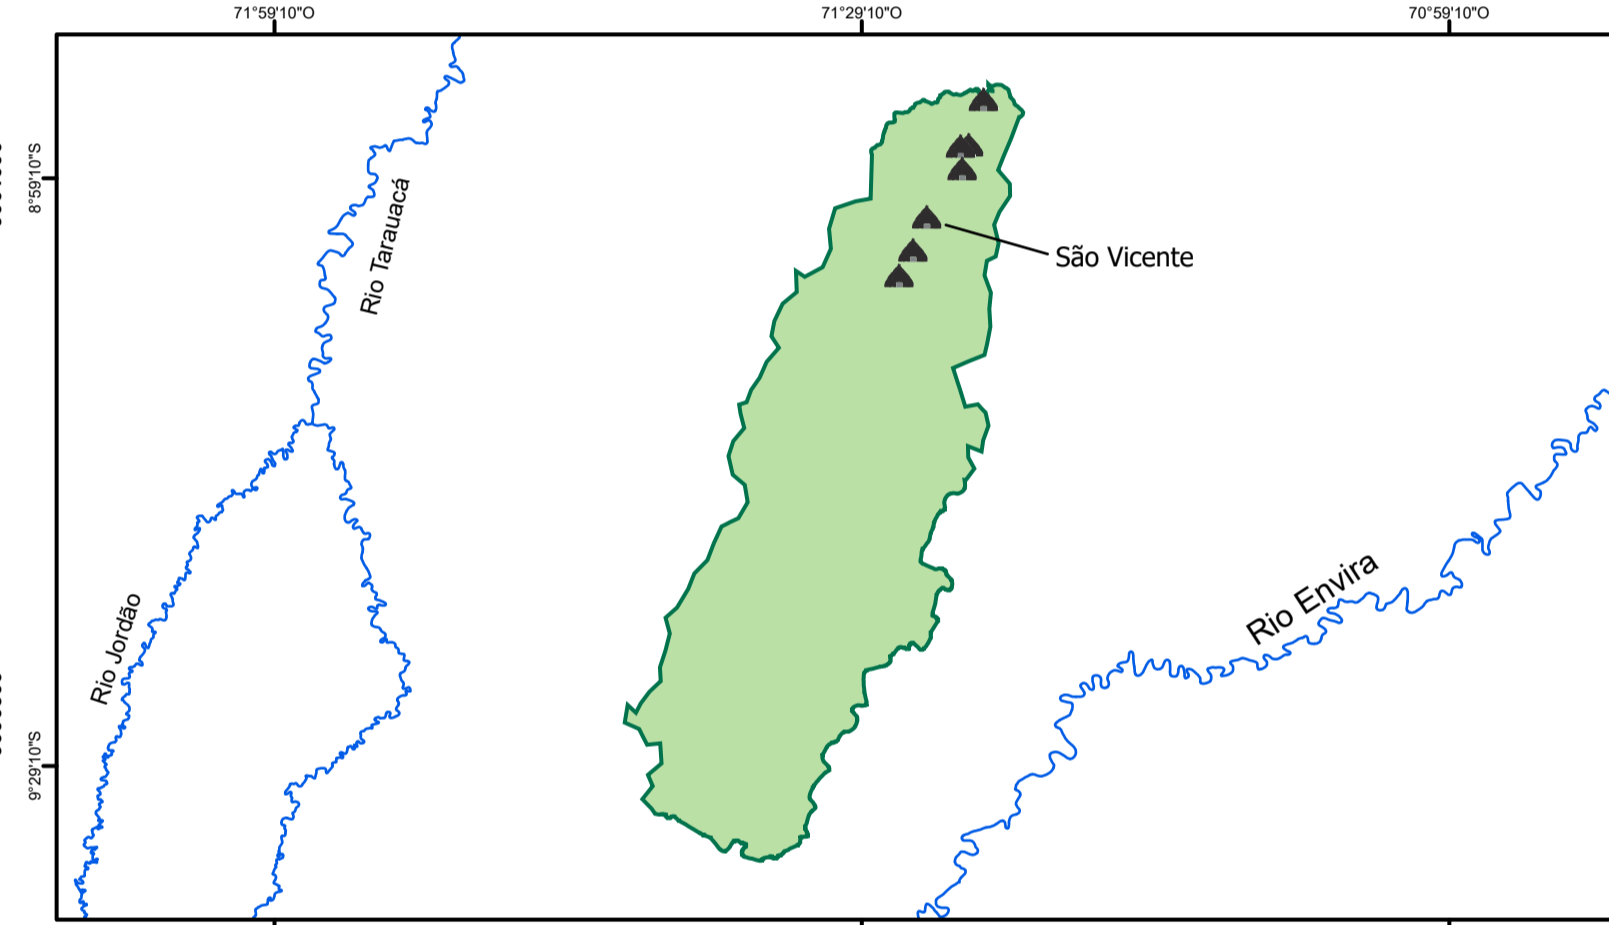 71°59'10"O
71°29'10"O
70°59'10"O
8°59'10"S
Rio Tarauacá
São Vicente
Rio Envira
Rio Jordão
9°29'10"S